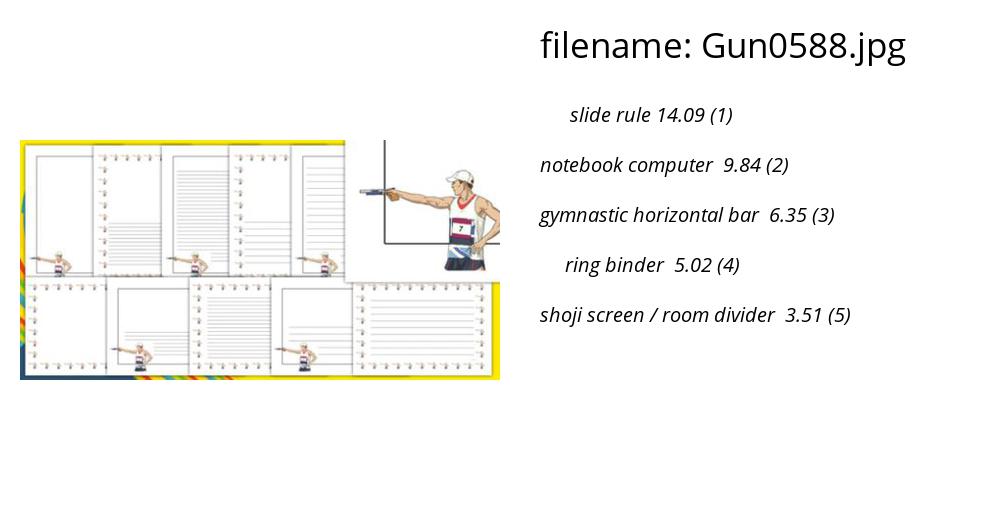 filename: Gun0588.jpg
slide rule 14.09 (1)
notebook computer 9.84 (2)
gymnastic horizontal bar 6.35 (3)
ring binder 5.02 (4)
shoji screen / room divider 3.51 (5)
7